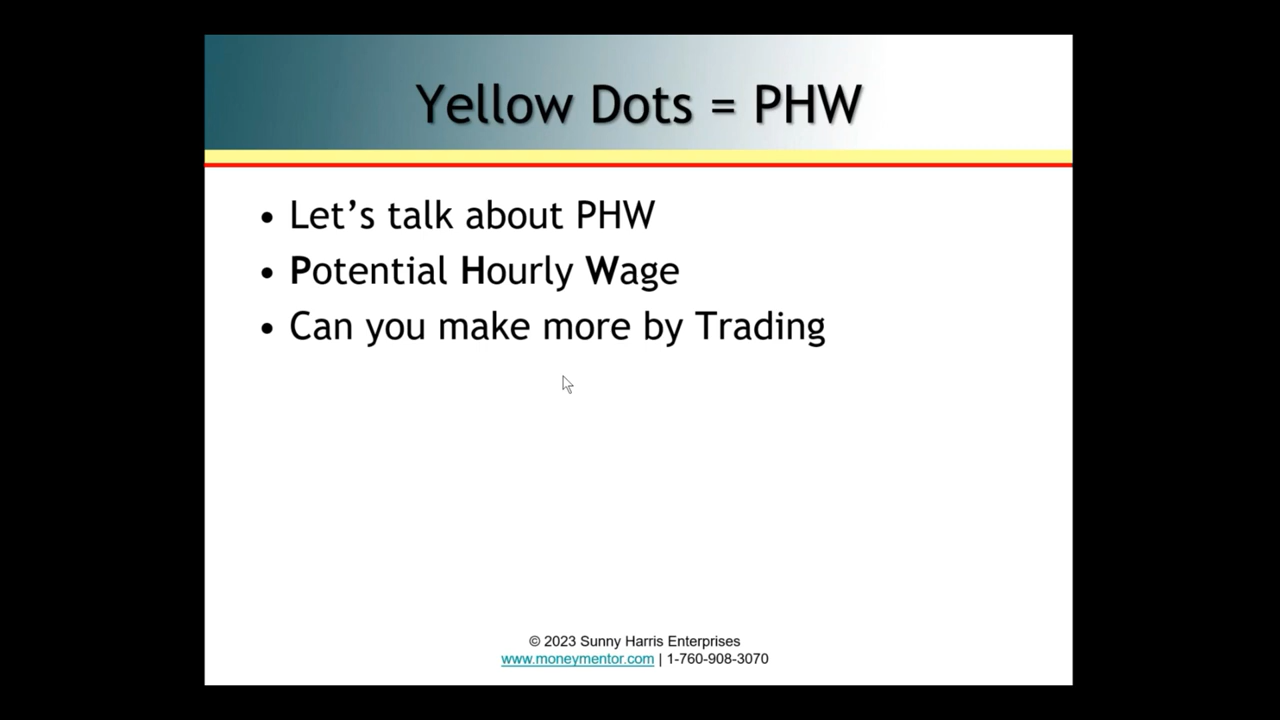 Yellow Dots = PHW
• Let’s talk about PHW
• Potential Hourly Wage
• Can you make more by Trading
© 2023 Sunny Harris Enterprises
www.moneymentor.com | 1-760-908-3070